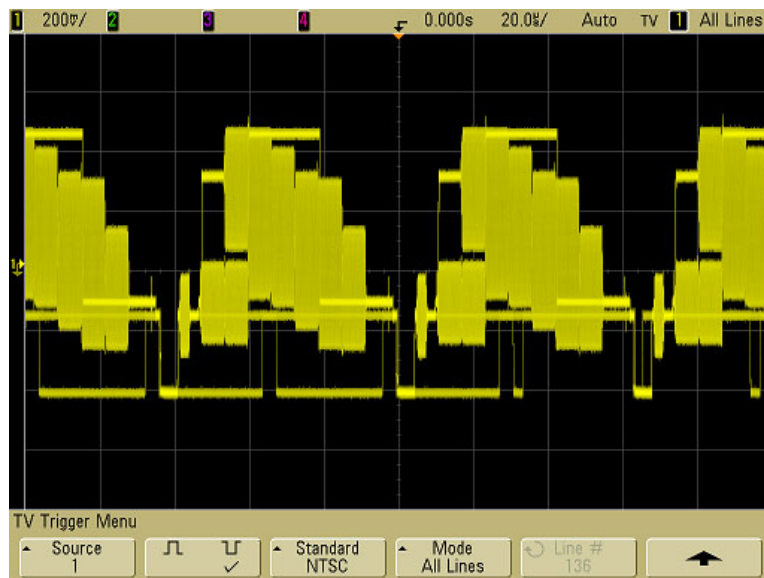 1 200mV/ 2 3 4 0.000s 20.0µs/ Auto TV 1 All Lines
1
TV Trigger Menu
Source Standard Mode Line #
1 NTSC All Lines 136